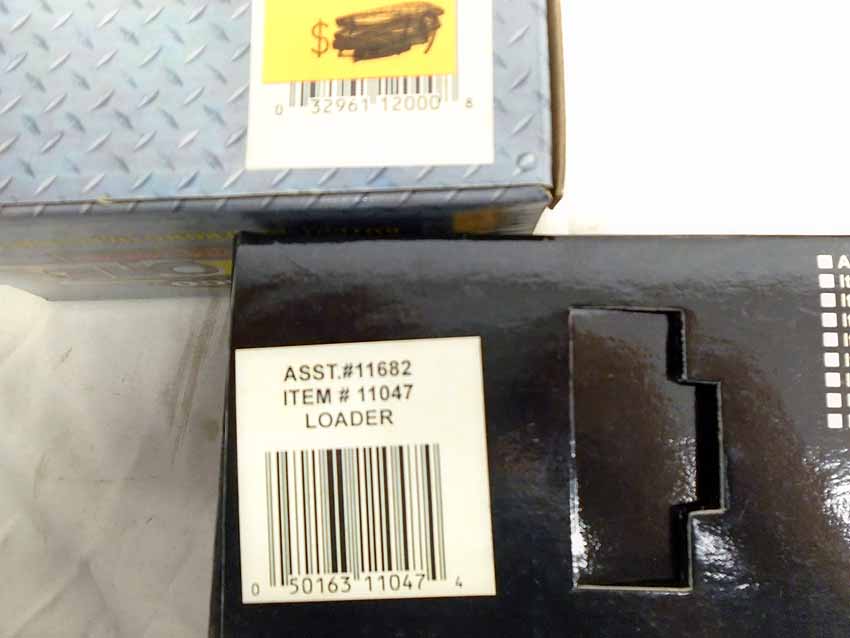 $
0 32961 12000 8
ASST.#11682
ITEM # 11047
LOADER
0 50163 11047 4